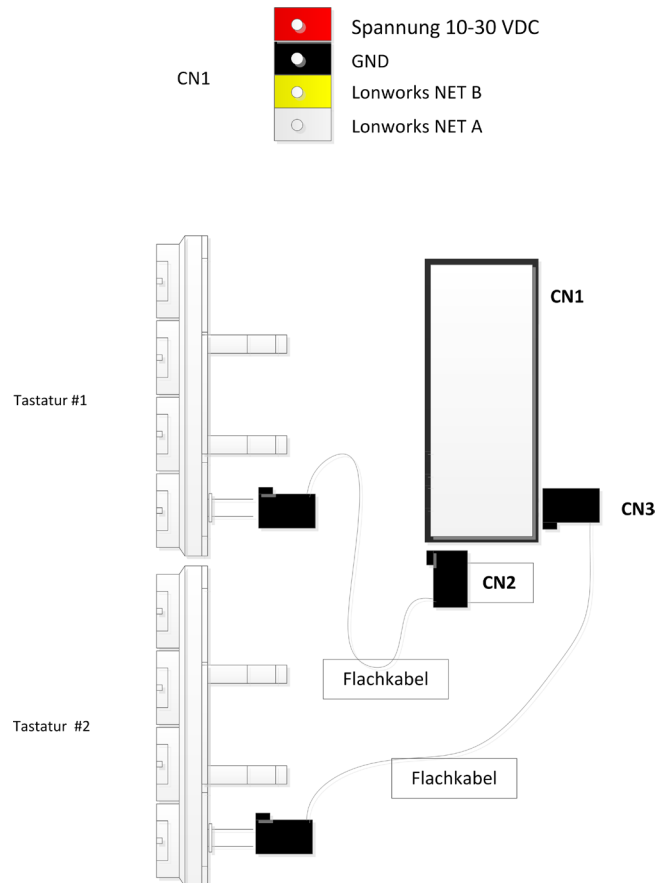 Spannung 10-30 VDC
GND
CN1
Lonworks NET B
Lonworks NET A
CN1
Tastatur #1
CN3
CN2
Flachkabel
Tastatur #2
Flachkabel